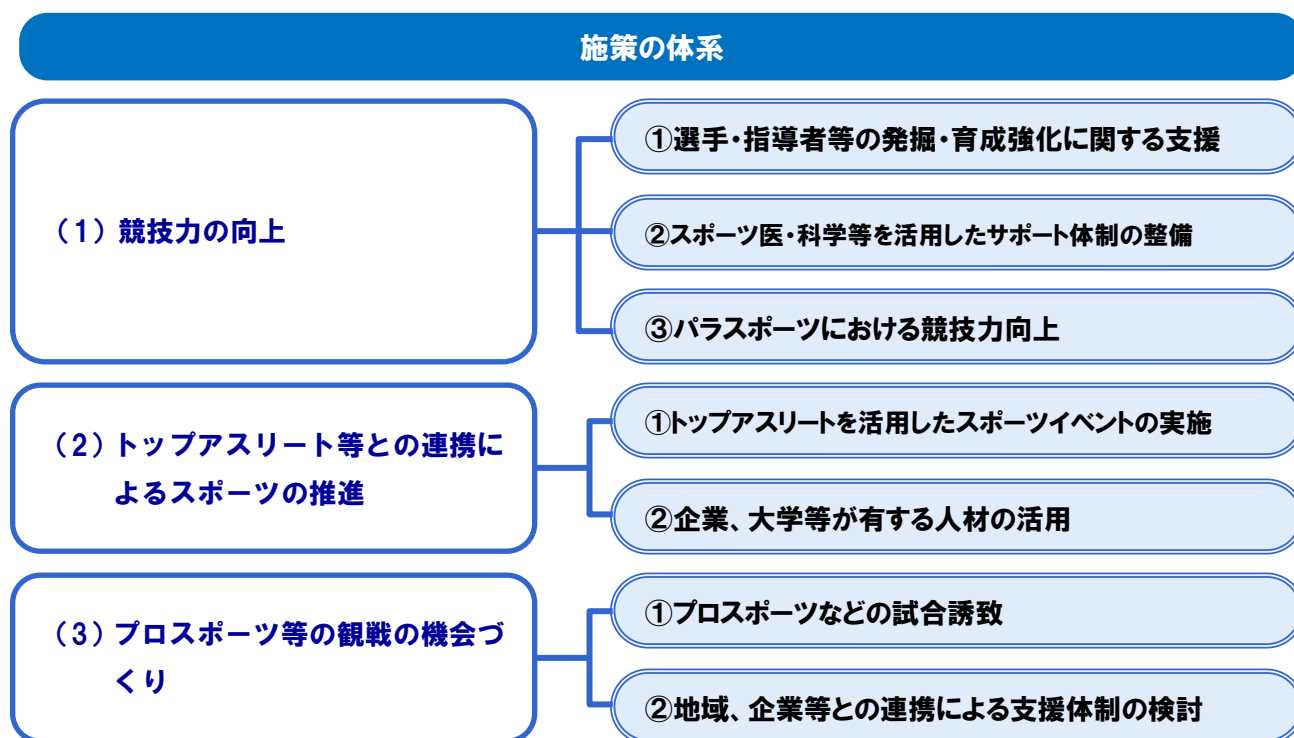 施策の体系
（１）競技力の向上
①選手・指導者等の発掘・育成強化に関する支援
②スポーツ医・科学等を活用したサポート体制の整備
③パラスポーツにおける競技力向上
（２）トップアスリート等との連携に
よるスポーツの推進
①トップアスリートを活用したスポーツイベントの実施
②企業、大学等が有する人材の活用
（３）プロスポーツ等の観戦の機会づ
くり
①プロスポーツなどの試合誘致
②地域、企業等との連携による支援体制の検討